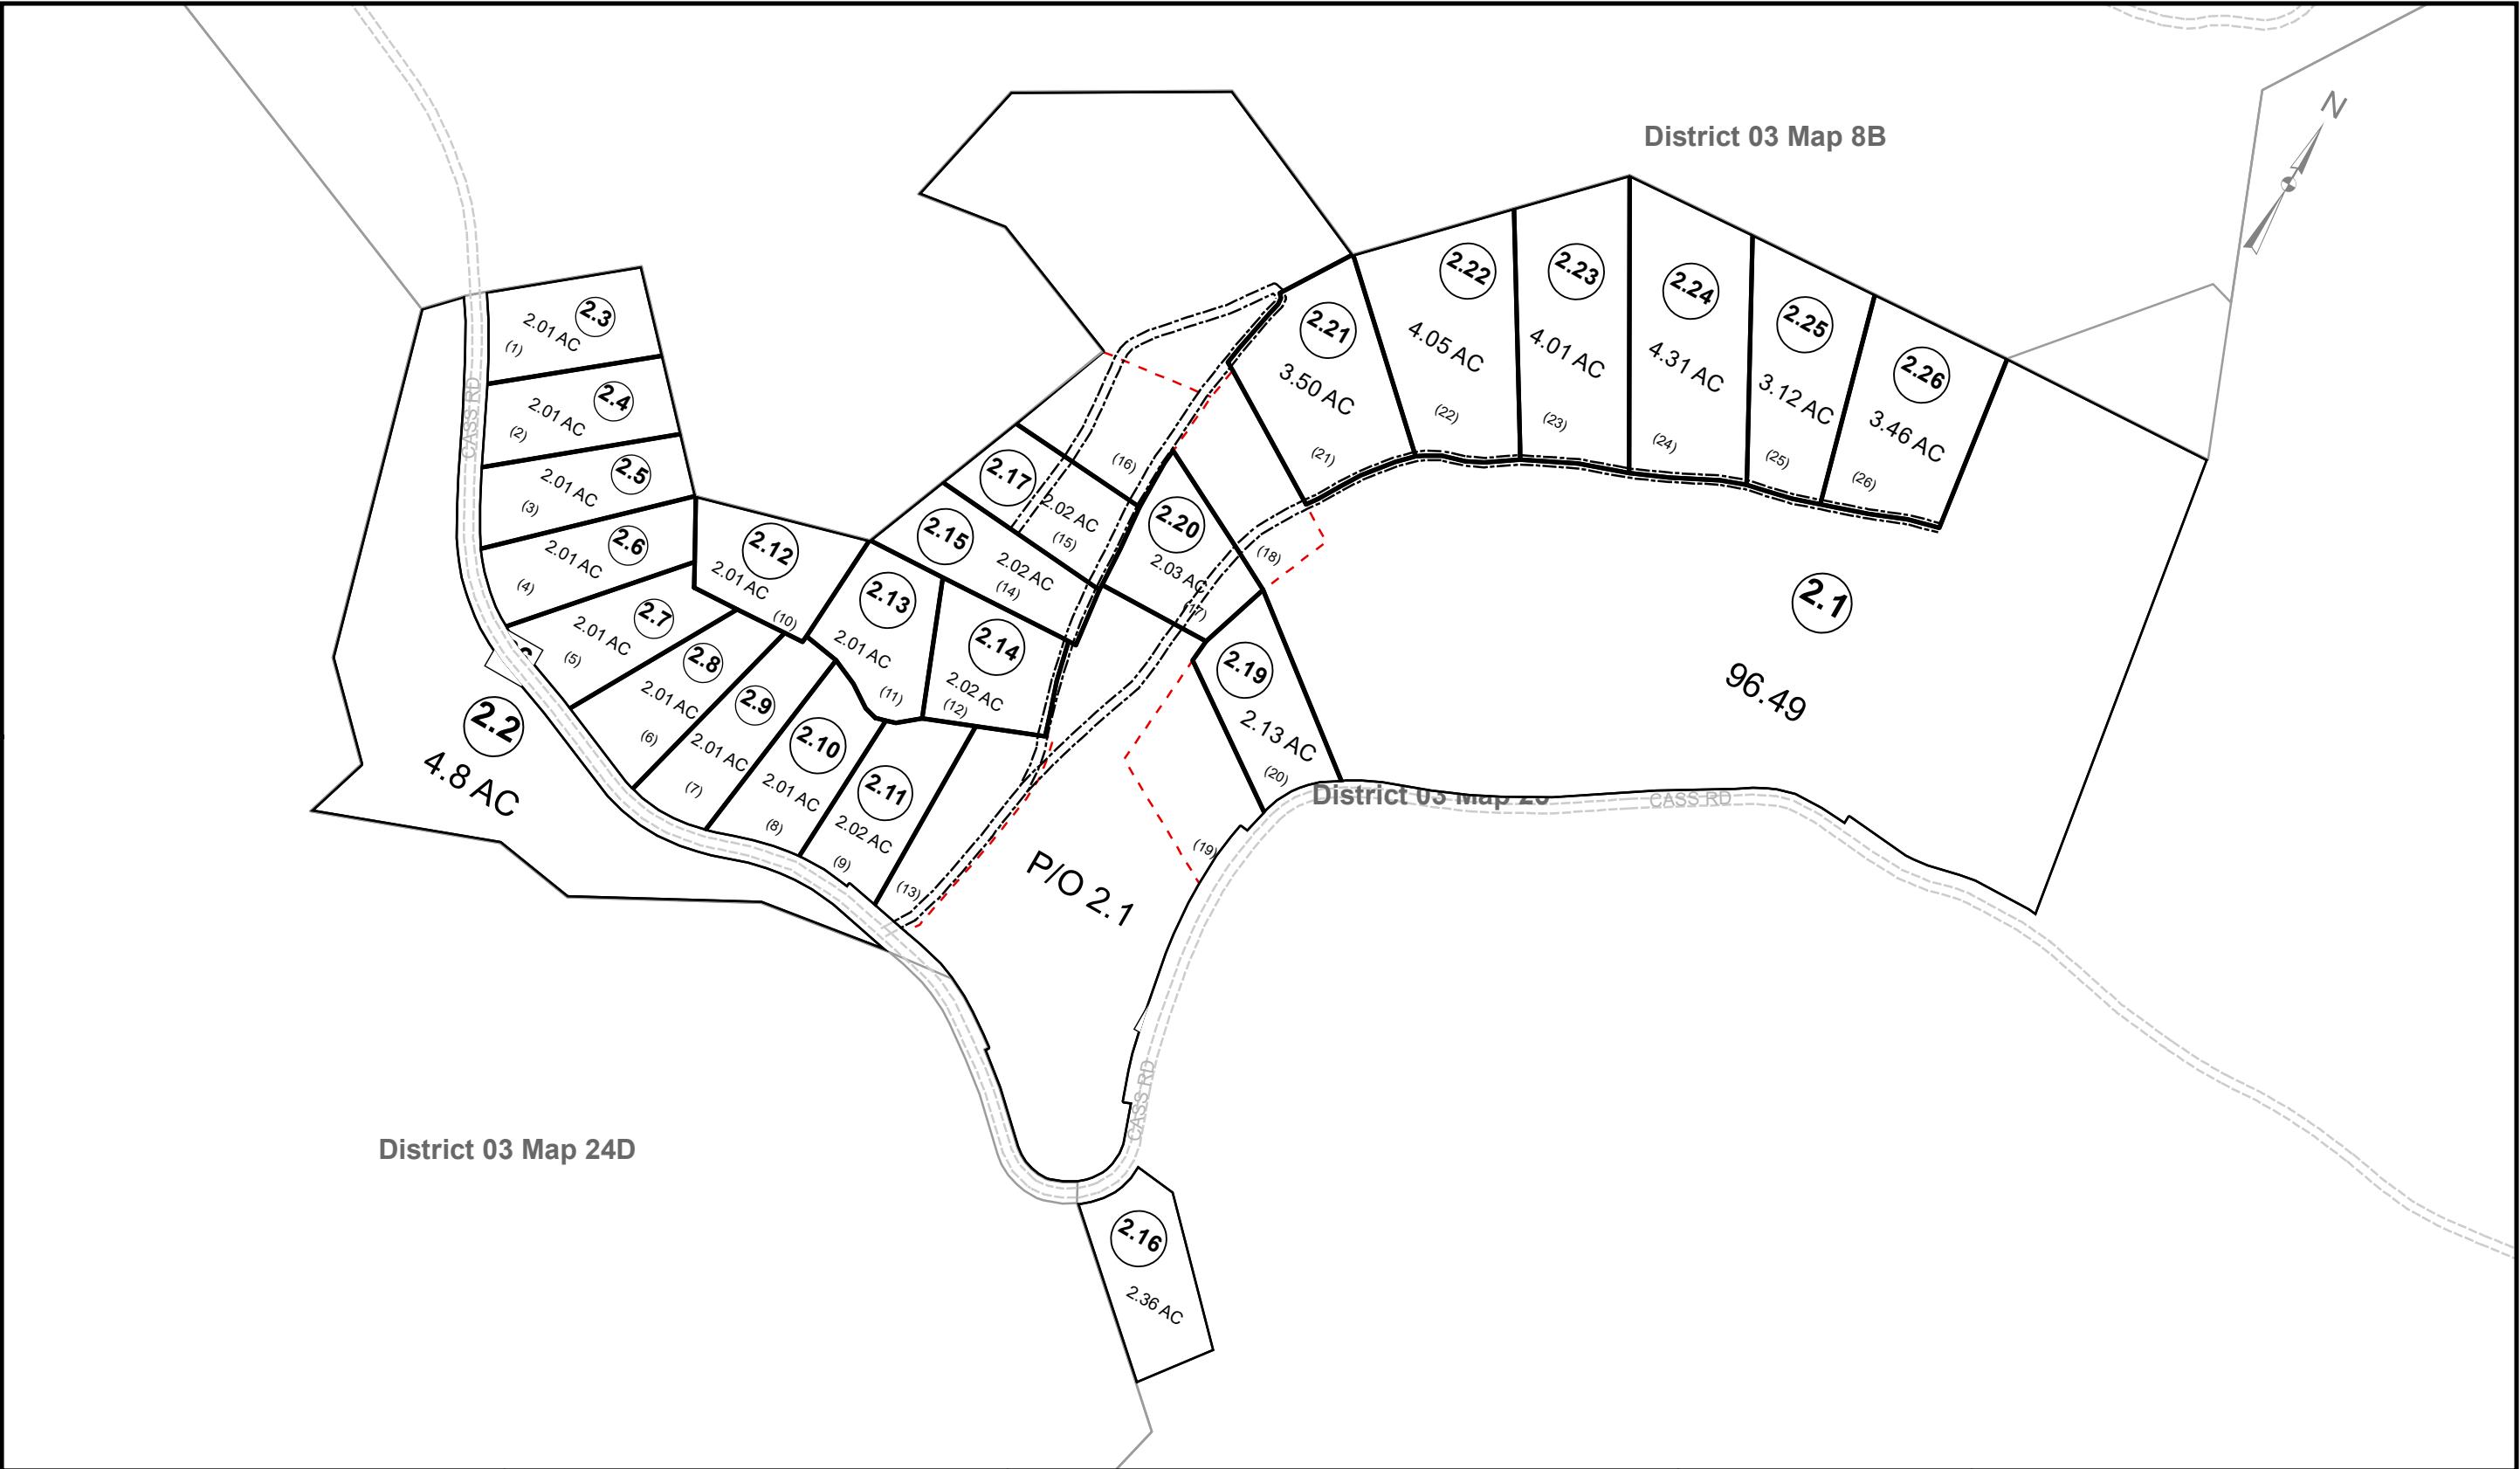 N
District 03 Map 8B
2.3
2.01 AC
(1)
2.4
2.01 AC
(2)
2.5
2.01 AC
(3)
2.6
2.01 AC
(4)
2.7
2.01 AC
(5)
2.8
2.01 AC
(6)
2.9
2.01 AC
(7)
2.10
2.01 AC
(8)
2.11
2.02 AC
(9)
2.12
2.01 AC
(10)
2.13
2.01 AC
(11)
2.14
2.02 AC
(12)
(13)
2.15
2.02 AC
(14)
2.17
2.02 AC
(15)
(16)
2.20
2.03 AC
(17)
(18)
2.19
2.13 AC
(20)
(19)
2.21
3.50 AC
(21)
2.22
4.05 AC
(22)
2.23
4.01 AC
(23)
2.24
4.31 AC
(24)
2.25
3.12 AC
(25)
2.26
3.46 AC
(26)
2.1
96.49
2.2
4.8 AC
P/O 2.1
CASS RD
CASS RD
CASS RD
District 03 Map
District 03 Map 24D
2.16
2.36 AC